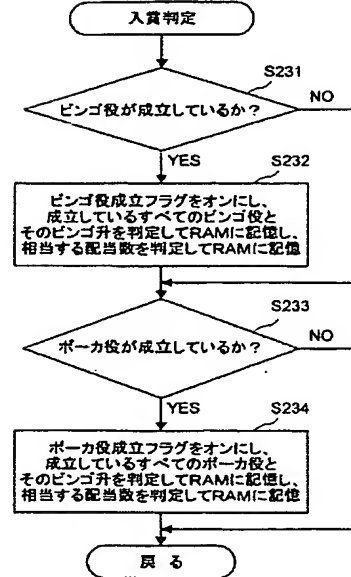 入賞判定
S231
ビンゴ役が成立しているか？
NO
YES
S232
ビンゴ役成立フラグをオンにし、
成立しているすべてのビンゴ役と
そのビンゴ升を判定してRAMに記憶し、
相当する配当数を判定してRAMに記憶
S233
ポーカ役が成立しているか？
NO
YES
S234
ポーカ役成立フラグをオンにし、
成立しているすべてのポーカ役と
そのビンゴ升を判定してRAMに記憶し、
相当する配当数を判定してRAMに記憶
戻る